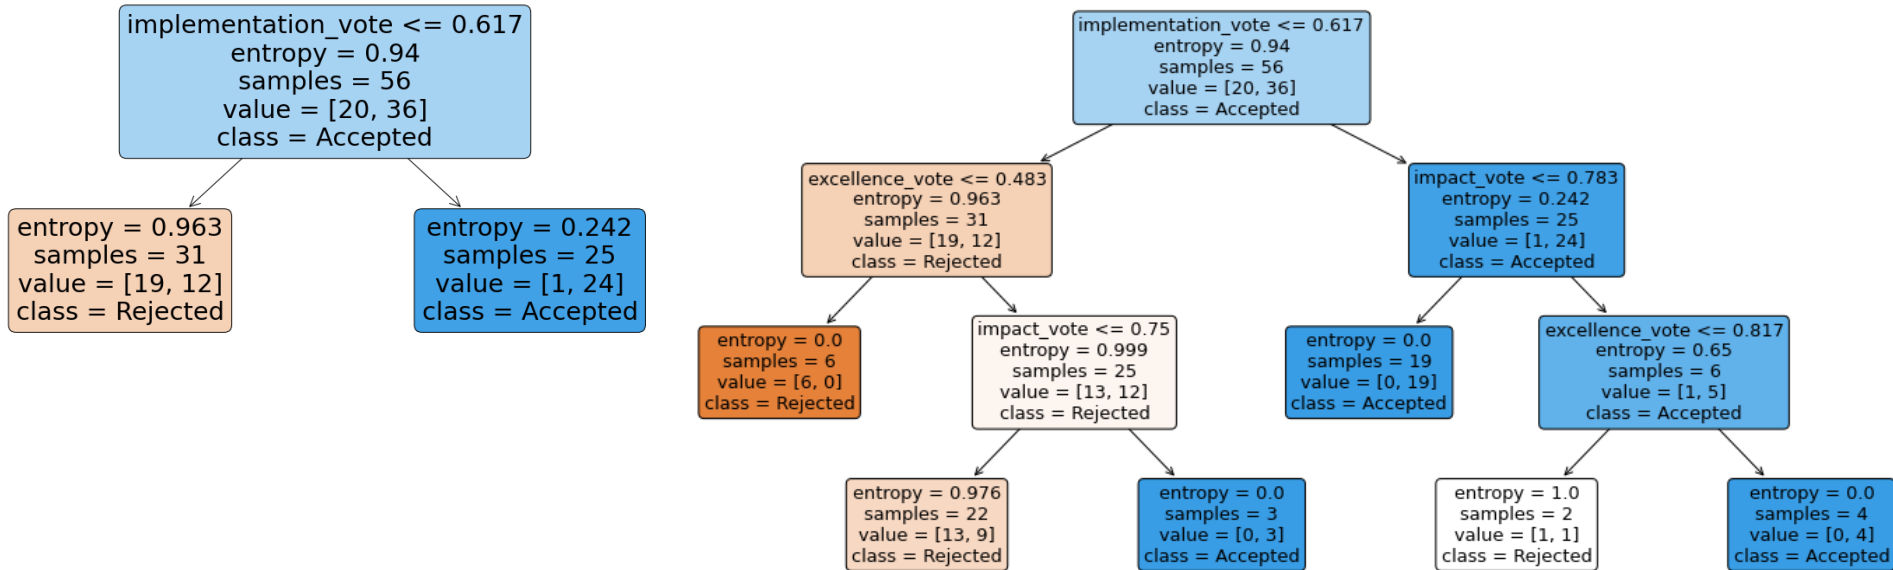 implementation_vote <= 0.617
entropy = 0.94
samples = 56
value = [20, 36]
class = Accepted
entropy = 0.963
samples = 31
value = [19, 12]
class = Rejected
entropy = 0.242
samples = 25
value = [1, 24]
class = Accepted
implementation_vote <= 0.617
entropy = 0.94
samples = 56
value = [20, 36]
class = Accepted
excellence_vote <= 0.483
entropy = 0.963
samples = 31
value = [19, 12]
class = Rejected
impact_vote <= 0.783
entropy = 0.242
samples = 25
value = [1, 24]
class = Accepted
entropy = 0.0
samples = 6
value = [6, 0]
class = Rejected
impact_vote <= 0.75
entropy = 0.999
samples = 25
value = [13, 12]
class = Rejected
entropy = 0.0
samples = 19
value = [0, 19]
class = Accepted
excellence_vote <= 0.817
entropy = 0.65
samples = 6
value = [1, 5]
class = Accepted
entropy = 0.976
samples = 22
value = [13, 9]
class = Rejected
entropy = 0.0
samples = 3
value = [0, 3]
class = Accepted
entropy = 1.0
samples = 2
value = [1, 1]
class = Rejected
entropy = 0.0
samples = 4
value = [0, 4]
class = Accepted